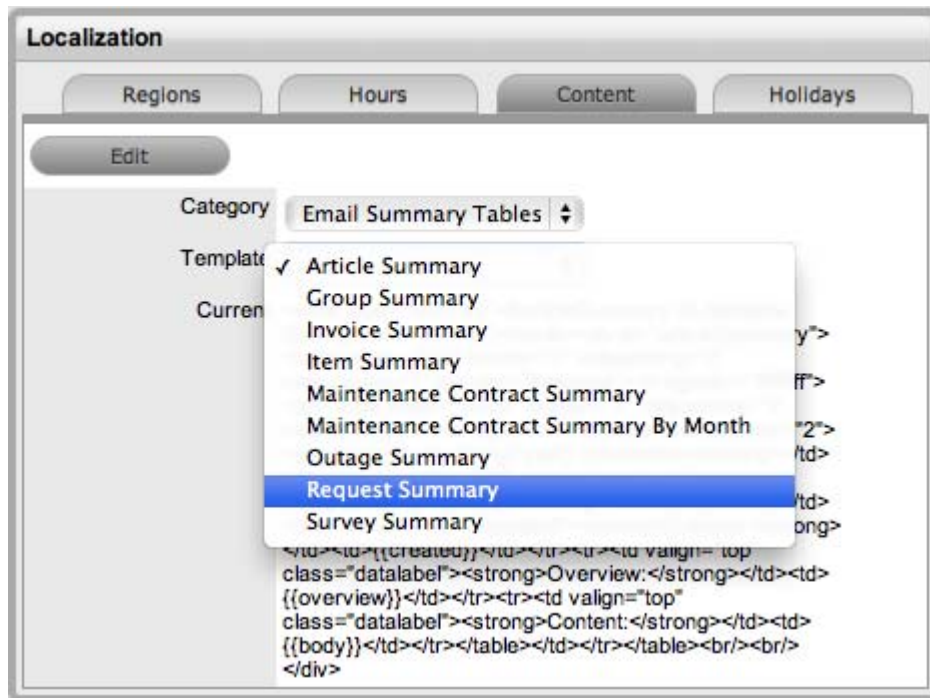 Localization
Regions Hours Content Holidays
Edit
Category Email Summary Tables
Template
✓ Article Summary
Group Summary
Curren
Invoice Summary
y">
Item Summary
ff">
Maintenance Contract Summary
Maintenance Contract Summary By Month
"2">
Outage Summary
/td>
Request Summary
/td>
Survey Summary
ong>
</td><td>{{created}}</td></tr><tr><td valign="top"
class="datalabel"><strong>Overview:</strong></td><td>
{{overview}}</td></tr><tr><td valign="top"
class="datalabel"><strong>Content:</strong></td><td>
{{body}}</td></tr></table></td></tr></table><br/><br/>
</div>